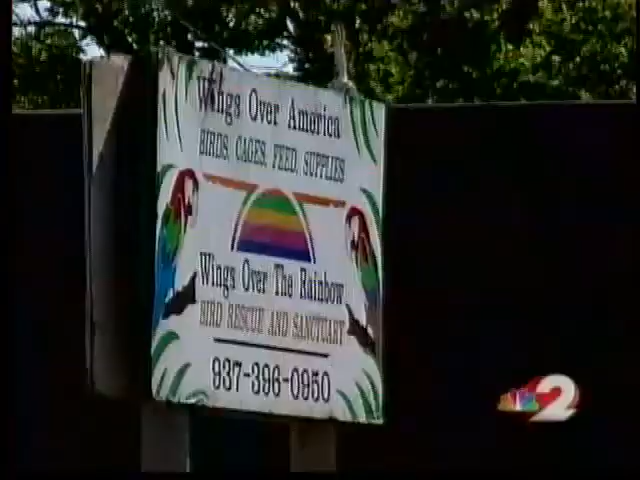 Wings Over America
BIRDS, CAGES, FEED, SUPPLIES
Wings Over The Rainbow
BIRD RESCUE AND SANCTUARY
937-396-0950
2